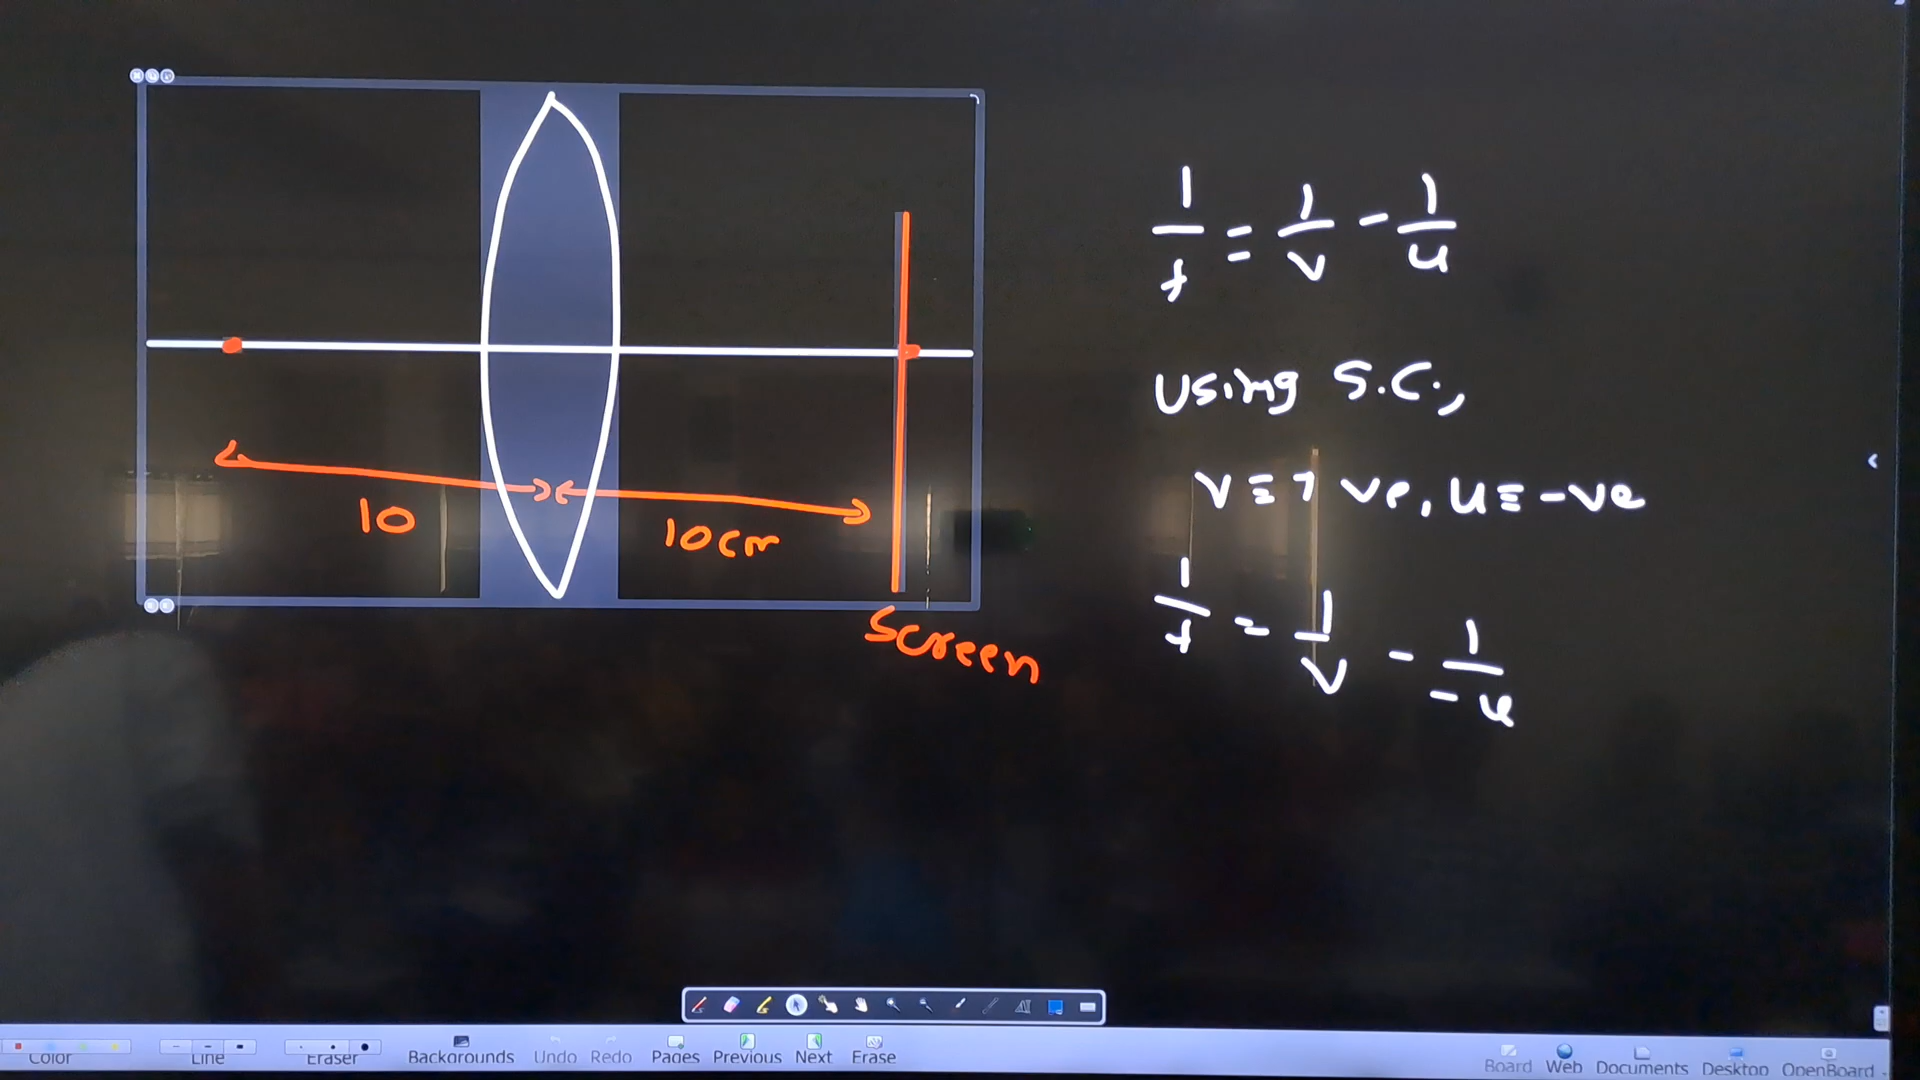 10
10cm
Screen
1/f = 1/v - 1/u
Using S.C.,
v ≡ + ve, u ≡ -ve
1/f = 1/v - 1/-u
Color
Line
Eraser
Backgrounds
Undo
Redo
Pages
Previous
Next
Erase
Board
Web
Documents
Desktop
OpenBoard